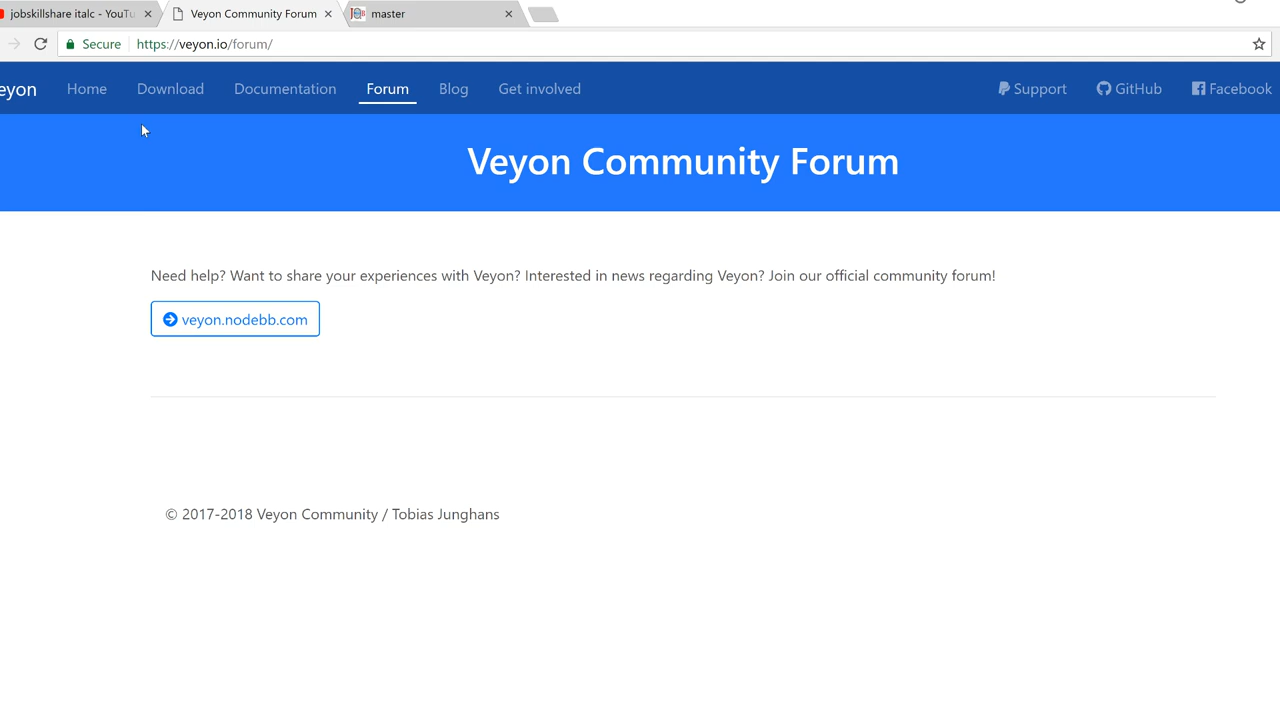 jobskillshare italc - YouTu
Veyon Community Forum
master
Secure
https://veyon.io/forum/
eyon
Home
Download
Documentation
Forum
Blog
Get involved
Support
GitHub
Facebook
Veyon Community Forum
Need help? Want to share your experiences with Veyon? Interested in news regarding Veyon? Join our official community forum!
veyon.nodebb.com
© 2017-2018 Veyon Community / Tobias Junghans